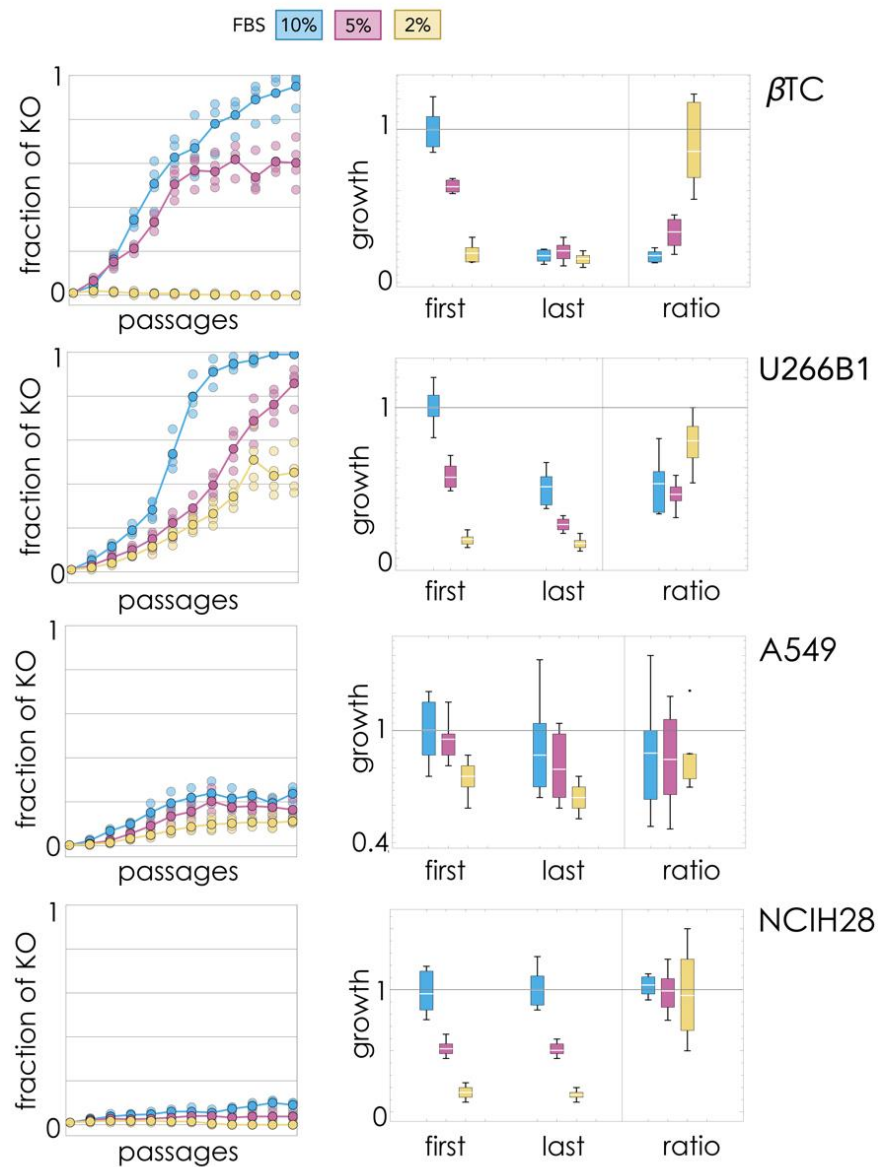 FBS 10% 5% 2%
βTC
1
fraction of KO
0
passages
1
growth
0
first last ratio
U266B1
1
fraction of KO
0
passages
1
growth
0
first last ratio
A549
1
fraction of KO
0
passages
1
growth
0.4
first last ratio
NCIH28
1
fraction of KO
0
passages
1
growth
0
first last ratio